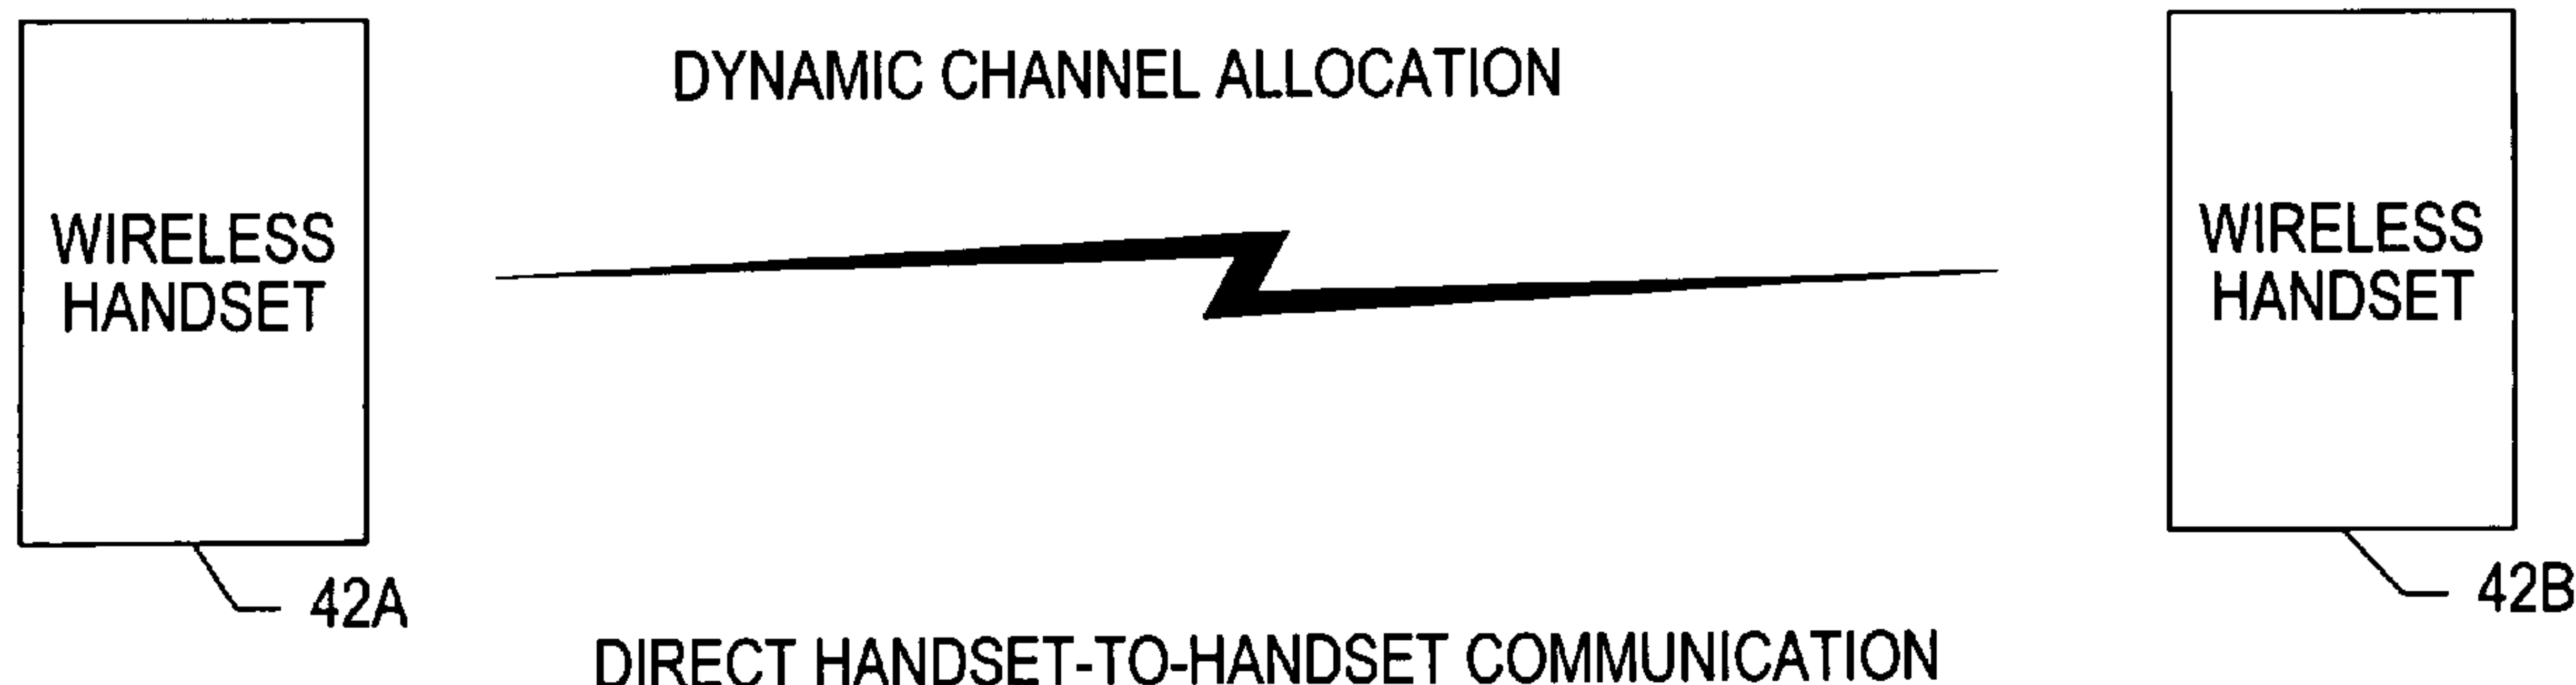 DYNAMIC CHANNEL ALLOCATION
WIRELESS
HANDSET
WIRELESS
HANDSET
42A
42B
DIRECT HANDSET-TO-HANDSET COMMUNICATION